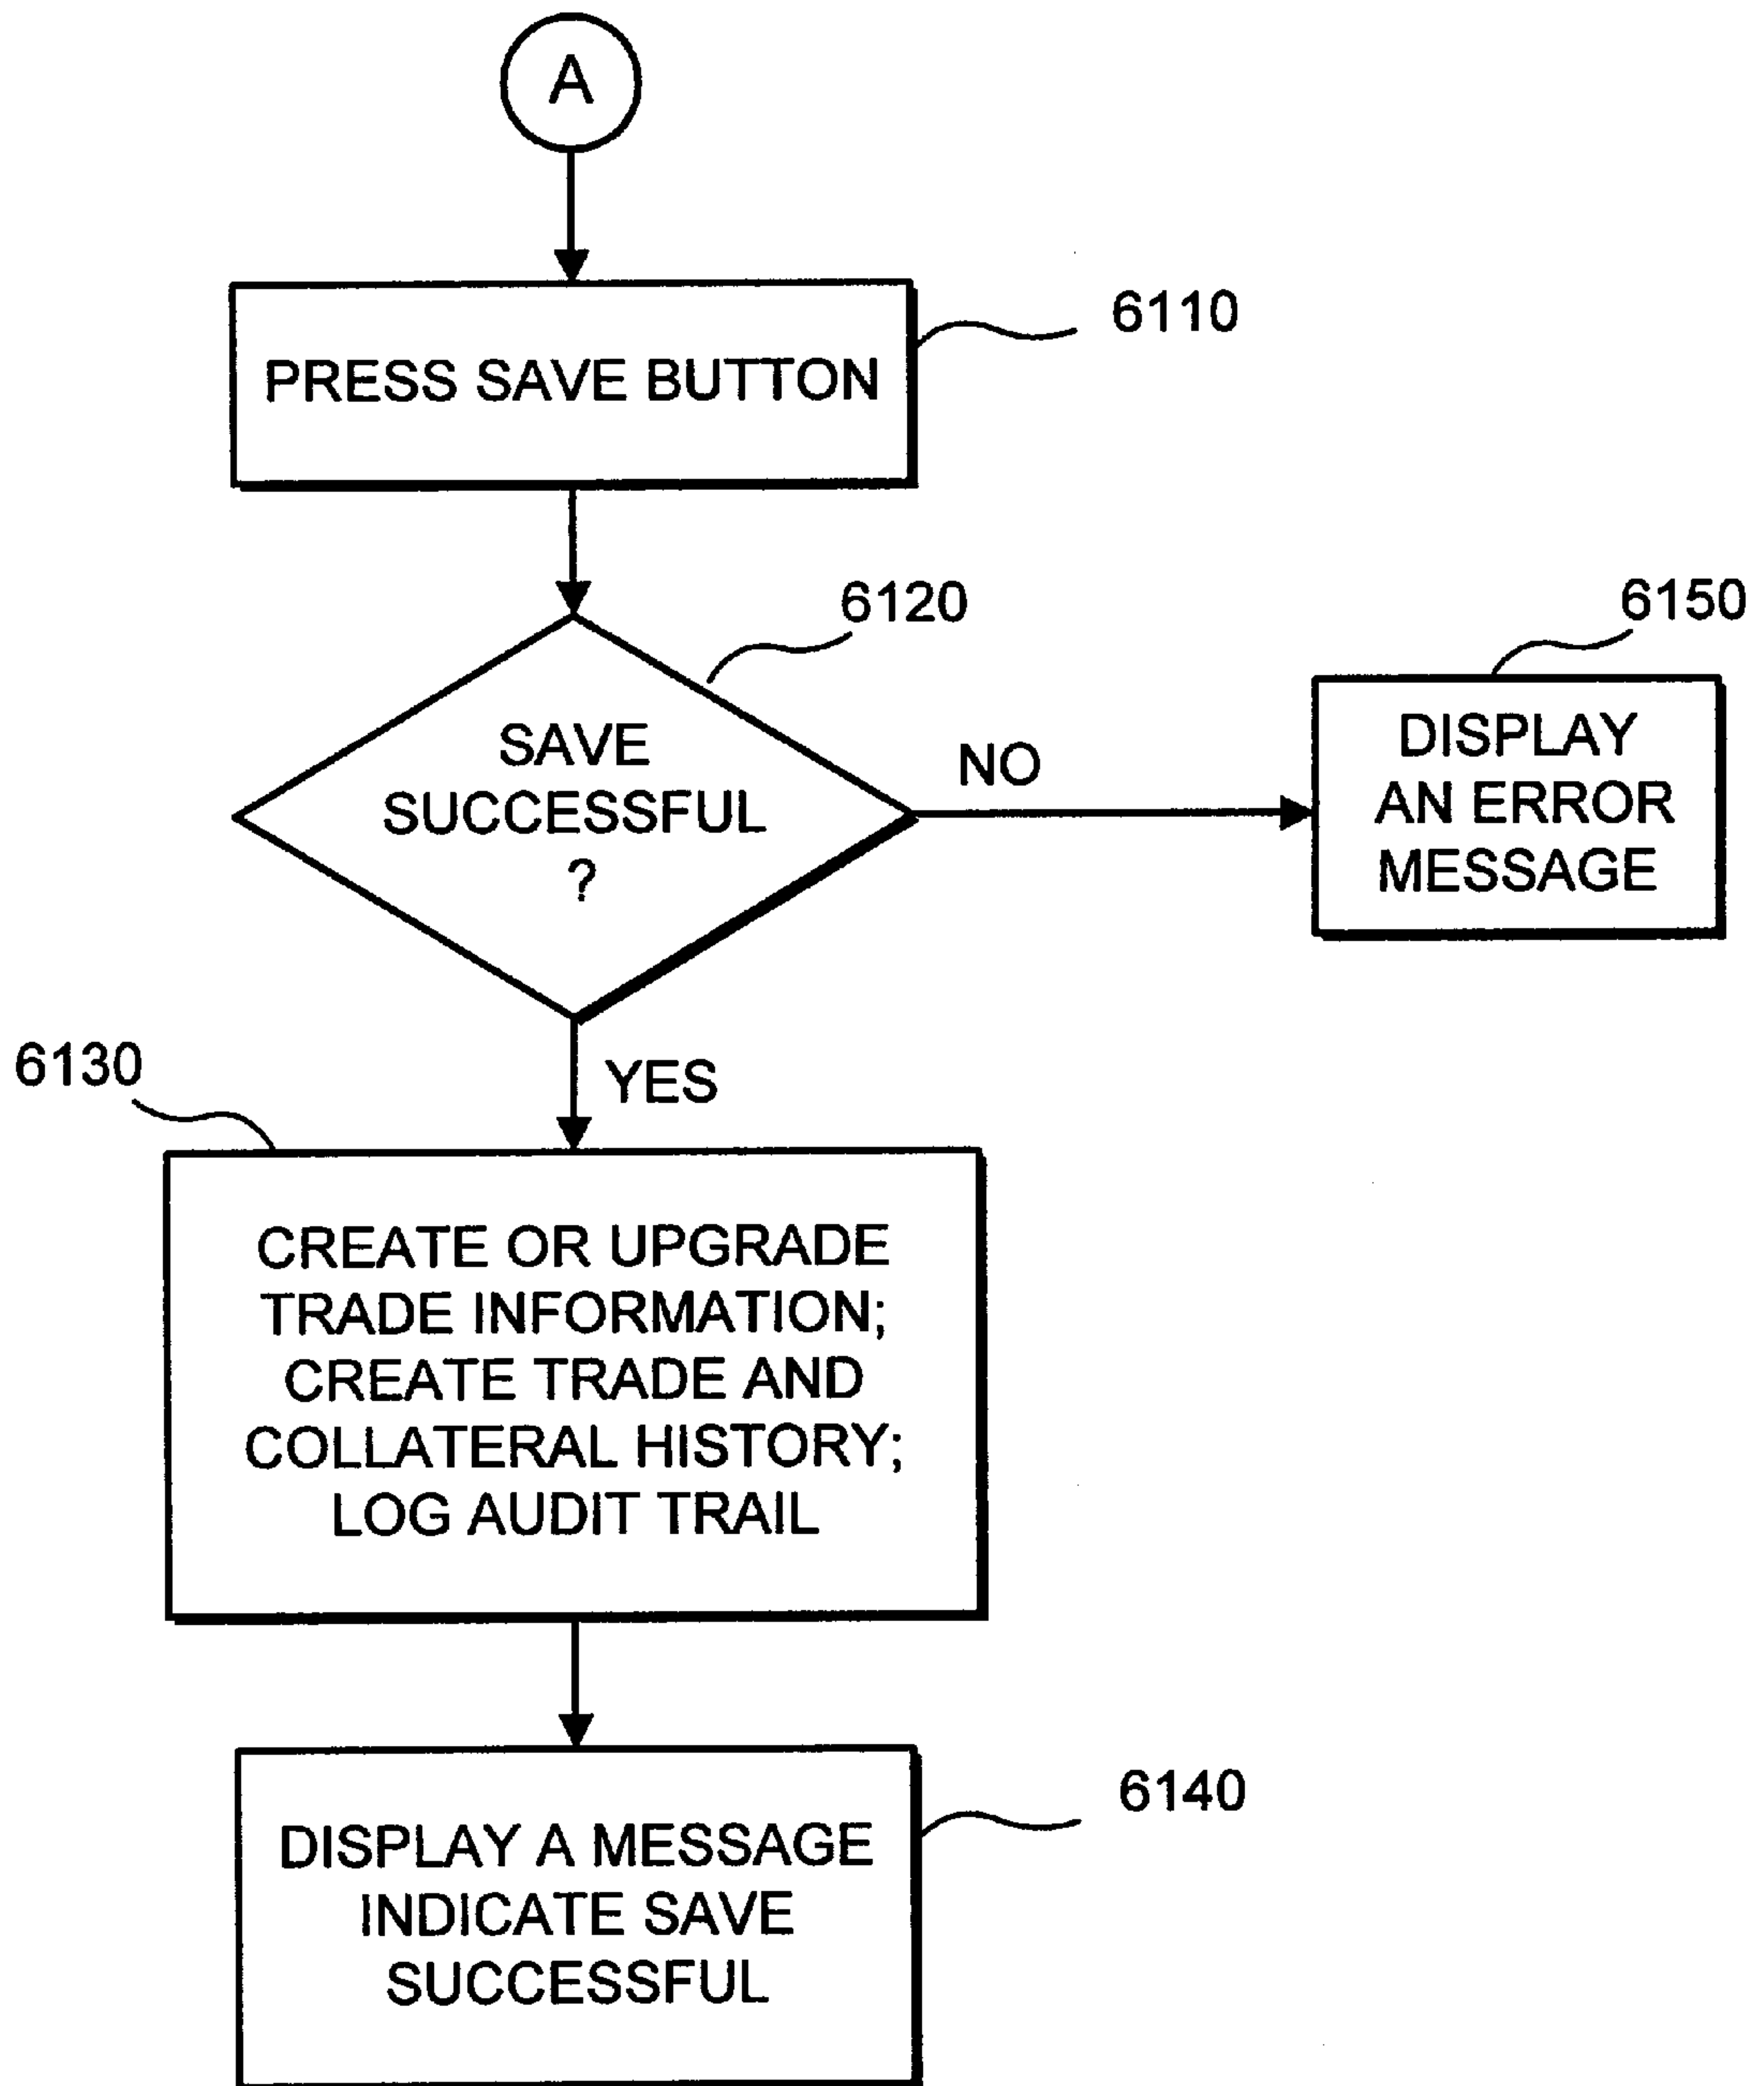 A
6110
PRESS SAVE BUTTON
6120
6150
SAVE
SUCCESSFUL
?
NO
DISPLAY
AN ERROR
MESSAGE
6130
YES
CREATE OR UPGRADE
TRADE INFORMATION;
CREATE TRADE AND
COLLATERAL HISTORY;
LOG AUDIT TRAIL
6140
DISPLAY A MESSAGE
INDICATE SAVE
SUCCESSFUL